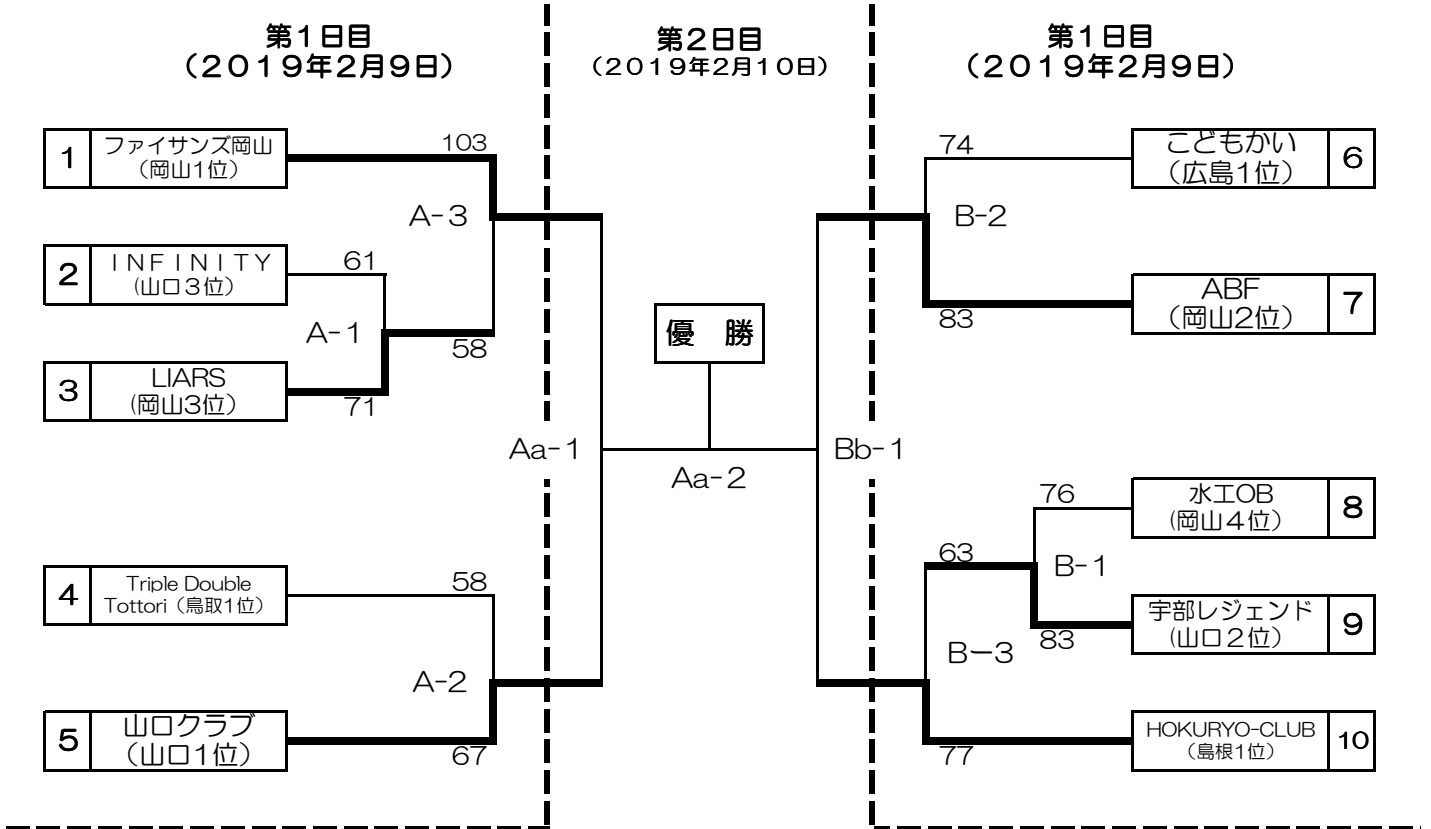 第1日目
（２０１９年２月９日）
第２日目
（２０１９年２月１０日）
第1日目
（２０１９年２月９日）
1
ファイサンズ岡山
（岡山1位）
103
A-3
2
ＩＮＦＩＮＩＴＹ
(山口３位）
61
A-1
58
3
LIARS
(岡山3位）
71
4
Triple Double
Tottori（鳥取1位）
58
A-2
5
山口クラブ
（山口1位）
67
Aa-1
優　勝
Aa-2
Bb-1
74
こどもかい
（広島1位）
6
B-2
ABF
（岡山2位）
7
83
76
水工OB
(岡山４位）
8
63
B-1
宇部レジェンド
(山口２位）
9
83
B－3
HOKURYO-CLUB
（島根1位）
10
77